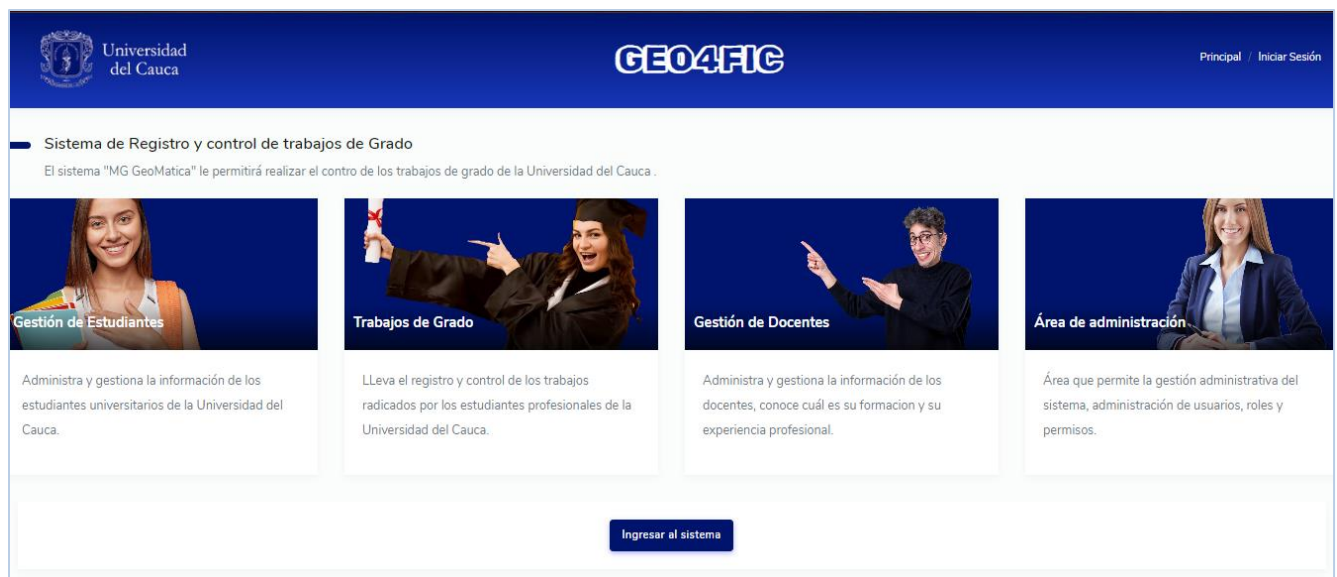 Universidad
del Cauca
GEO4FIC
Principal / Iniciar Sesión
Sistema de Registro y control de trabajos de Grado
El sistema "MG GeoMatica" le permitirá realizar el contro de los trabajos de grado de la Universidad del Cauca .
Gestión de Estudiantes
Administra y gestiona la información de los
estudiantes universitarios de la Universidad del
Cauca.
Trabajos de Grado
LLeva el registro y control de los trabajos
radicados por los estudiantes profesionales de la
Universidad del Cauca.
Gestión de Docentes
Administra y gestiona la información de los
docentes, conoce cuál es su formacion y su
experiencia profesional.
Área de administración
Área que permite la gestión administrativa del
sistema, administración de usuarios, roles y
permisos.
Ingresar al sistema